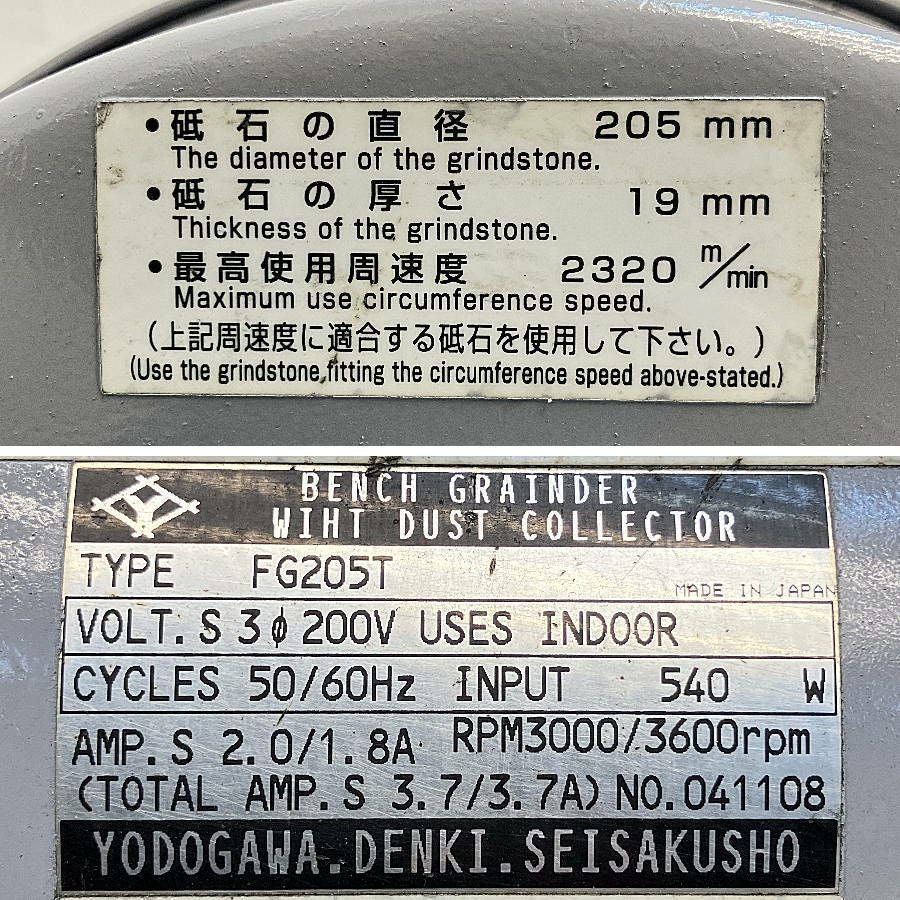 •砥石の直径 205 mm
The diameter of the grindstone.
•砥石の厚さ 19 mm
Thickness of the grindstone.
•最高使用周速度 2320 m/min
Maximum use circumference speed.
(上記周速度に適合する砥石を使用して下さい。)
(Use the grindstone,fitting the circumference speed above-stated.)
BENCH GRAINDER
WIHT DUST COLLECTOR
TYPE FG205T
MADE IN JAPAN
VOLT.S 3φ200V USES INDOOR
CYCLES 50/60Hz INPUT 540 W
AMP.S 2.0/1.8A RPM3000/3600rpm
(TOTAL AMP.S 3.7/3.7A) NO.041108
YODOGAWA.DENKI.SEISAKUSHO